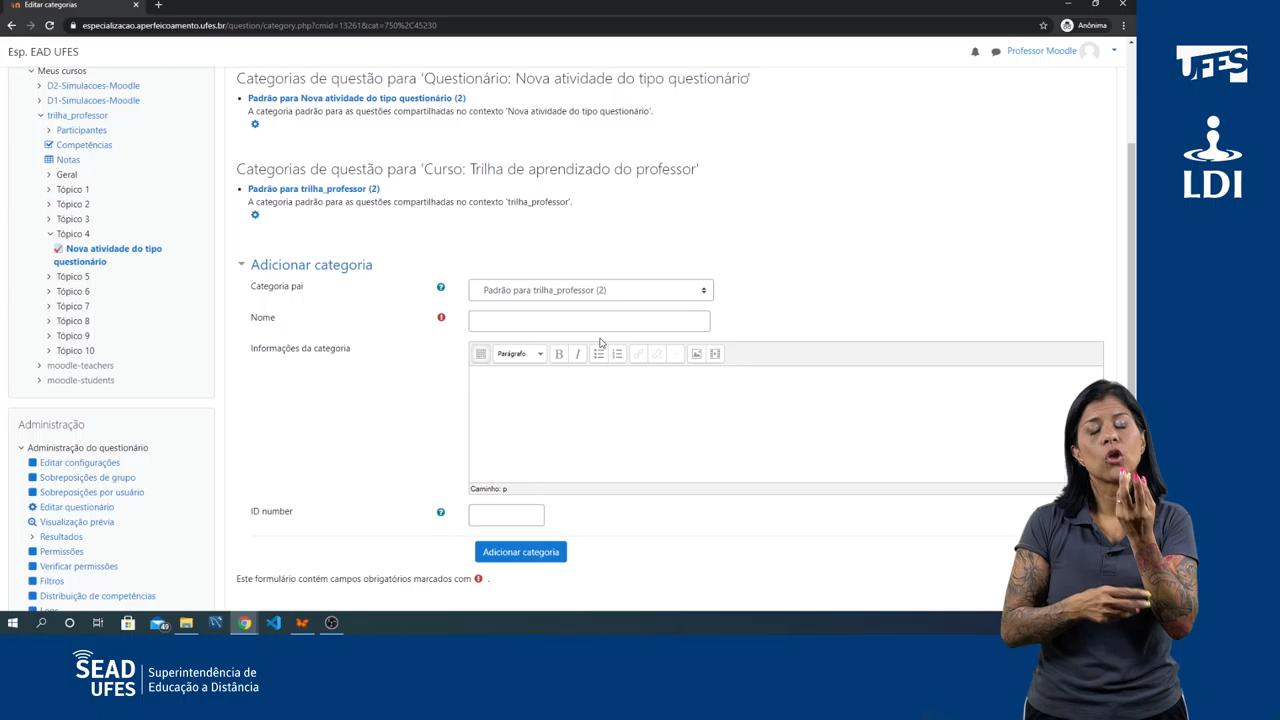 Editar categorias
especializacao.aperfeicoamento.ufes.br/question/category.php?cmid=13261&cat=750%2C45230
Anônima
Esp. EAD UFES
Professor Moodle
Meus cursos
D2-Simulacoes-Moodle
D1-Simulacoes-Moodle
trilha_professor
Participantes
Competências
Notas
Geral
Tópico 1
Tópico 2
Tópico 3
Tópico 4
Nova atividade do tipo
questionário
Tópico 5
Tópico 6
Tópico 7
Tópico 8
Tópico 9
Tópico 10
moodle-teachers
moodle-students
Administração
Administração do questionário
Editar configurações
Sobreposições de grupo
Sobreposições por usuário
Editar questionário
Visualização prévia
Resultados
Permissões
Verificar permissões
Filtros
Distribuição de competências
Logs
Categorias de questão para 'Questionário: Nova atividade do tipo questionário'
Padrão para Nova atividade do tipo questionário (2)
A categoria padrão para as questões compartilhadas no contexto 'Nova atividade do tipo questionário'.
Categorias de questão para 'Curso: Trilha de aprendizado do professor'
Padrão para trilha_professor (2)
A categoria padrão para as questões compartilhadas no contexto 'trilha_professor'.
Adicionar categoria
Categoria pai
Padrão para trilha_professor (2)
Nome
Informações da categoria
Parágrafo
B I
Caminho: p
ID number
Adicionar categoria
Este formulário contém campos obrigatórios marcados com .
49
UFES
LDI
SEAD
UFES
Superintendência de
Educação a Distância